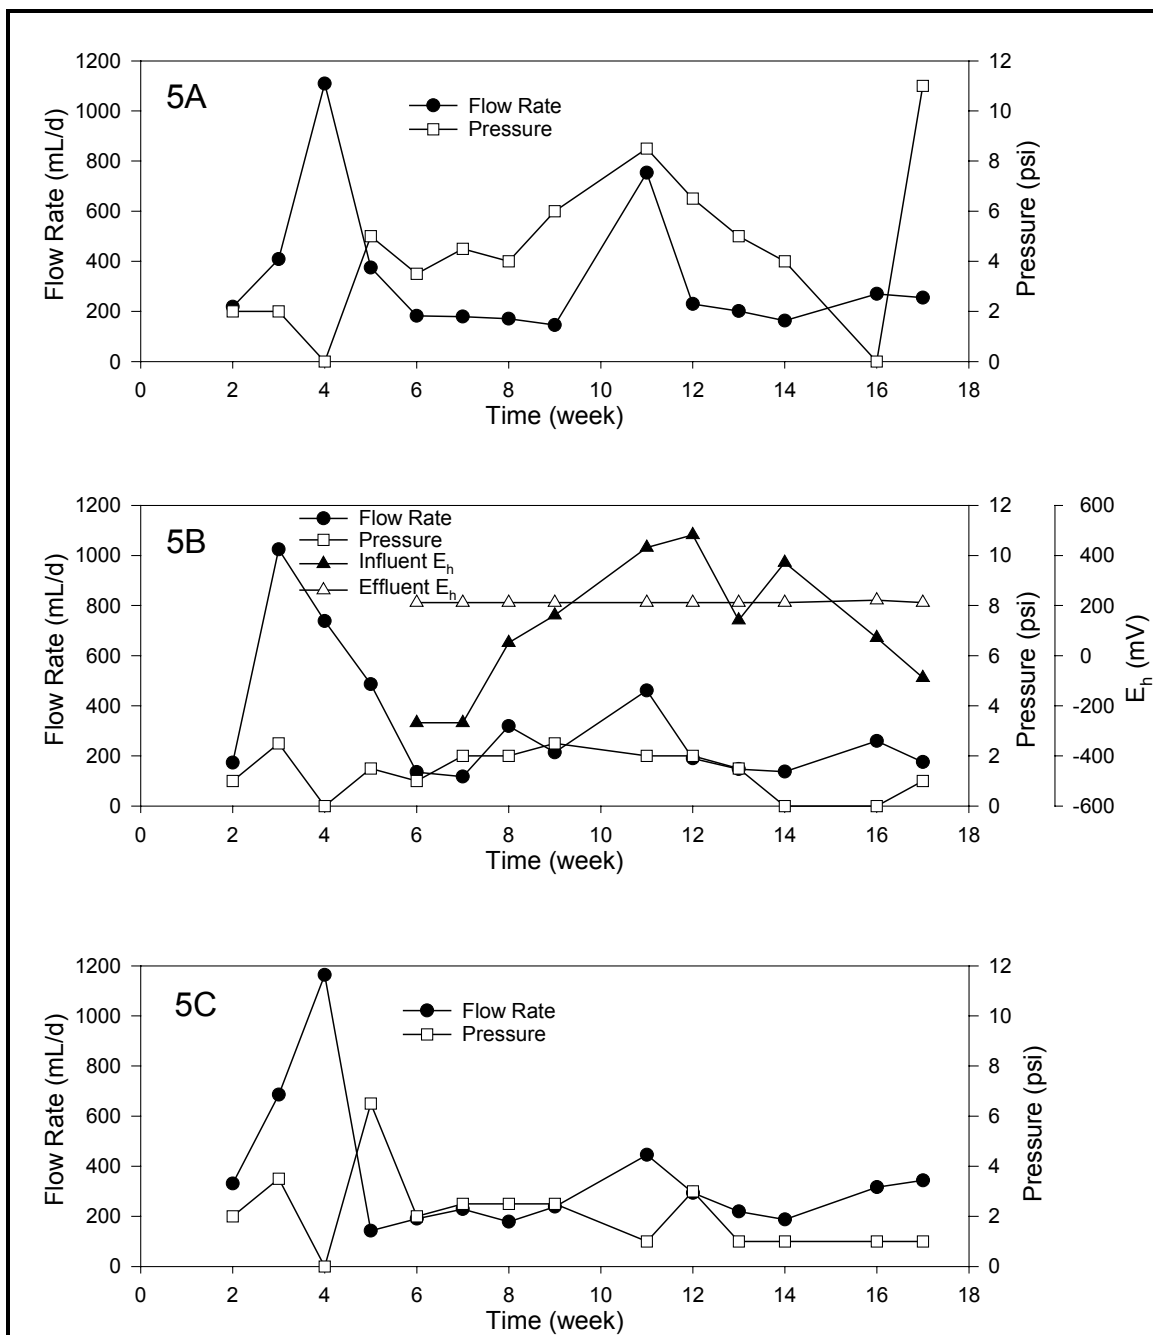 5A
Flow Rate
Pressure
Flow Rate (mL/d)
1200
1000
800
600
400
200
0
12
10
8
6
4
2
0
Pressure (psi)
0 2 4 6 8 10 12 14 16 18
Time (week)
5B
Flow Rate
Pressure
Influent Eh
Effluent Eh
Flow Rate (mL/d)
1200
1000
800
600
400
200
0
12
10
8
6
4
2
0
Pressure (psi)
600
400
200
0
-200
-400
-600
Eh (mV)
0 2 4 6 8 10 12 14 16 18
Time (week)
5C
Flow Rate
Pressure
Flow Rate (mL/d)
1200
1000
800
600
400
200
0
12
10
8
6
4
2
0
Pressure (psi)
0 2 4 6 8 10 12 14 16 18
Time (week)